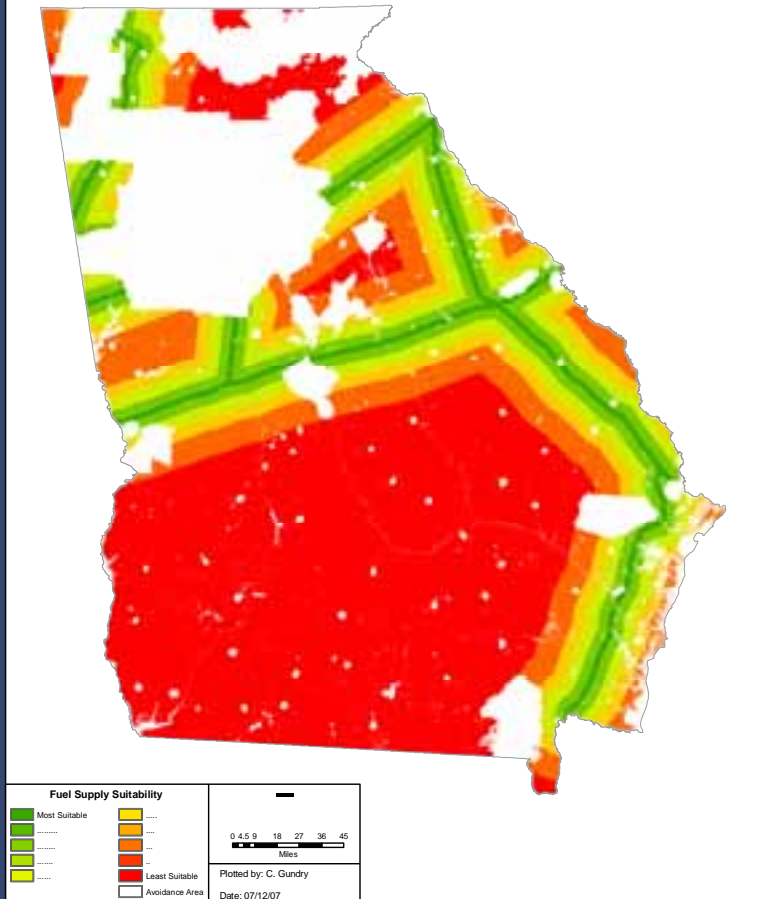 Fuel Supply Suitability
Most Suitable
.........
........
.......
......
.....
....
...
..
Least Suitable
Avoidance Area
0 4.5 9 18 27 36 45
Miles
Plotted by: C. Gundry
Date: 07/12/07